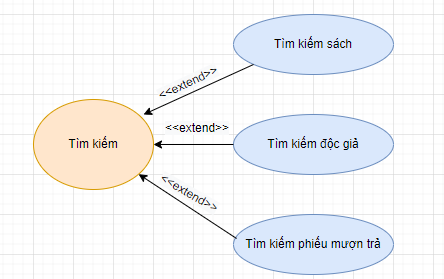 Tìm kiếm sách
<<extend>>
<<extend>>
Tìm kiếm
Tìm kiếm độc giả
<<extend>>
Tìm kiếm phiếu mượn trả